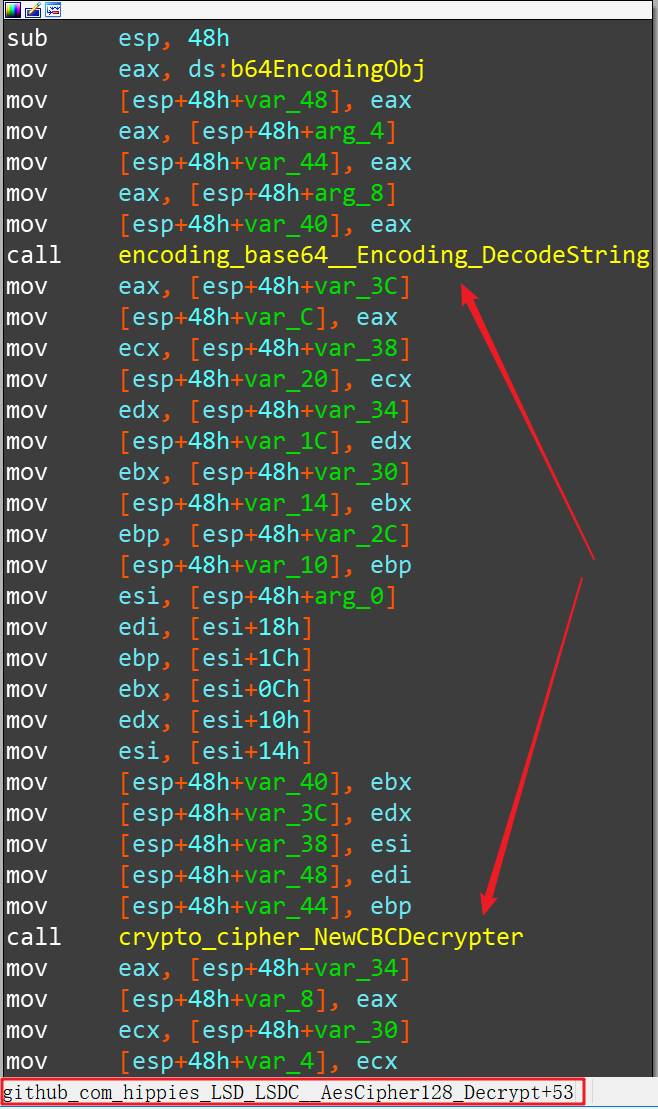 sub esp, 48h
mov eax, ds:b64EncodingObj
mov [esp+48h+var_48], eax
mov eax, [esp+48h+arg_4]
mov [esp+48h+var_44], eax
mov eax, [esp+48h+arg_8]
mov [esp+48h+var_40], eax
call encoding_base64__Encoding_DecodeString
mov eax, [esp+48h+var_3C]
mov [esp+48h+var_C], eax
mov ecx, [esp+48h+var_38]
mov [esp+48h+var_20], ecx
mov edx, [esp+48h+var_34]
mov [esp+48h+var_1C], edx
mov ebx, [esp+48h+var_30]
mov [esp+48h+var_14], ebx
mov ebp, [esp+48h+var_2C]
mov [esp+48h+var_10], ebp
mov esi, [esp+48h+arg_0]
mov edi, [esi+18h]
mov ebp, [esi+1Ch]
mov ebx, [esi+0Ch]
mov edx, [esi+10h]
mov esi, [esi+14h]
mov [esp+48h+var_40], ebx
mov [esp+48h+var_3C], edx
mov [esp+48h+var_38], esi
mov [esp+48h+var_48], edi
mov [esp+48h+var_44], ebp
call crypto_cipher_NewCBCDecrypter
mov eax, [esp+48h+var_34]
mov [esp+48h+var_8], eax
mov ecx, [esp+48h+var_30]
mov [esp+48h+var_4], ecx
github_com_hippies_LSD_LSDC__AesCipher128_Decrypt+53